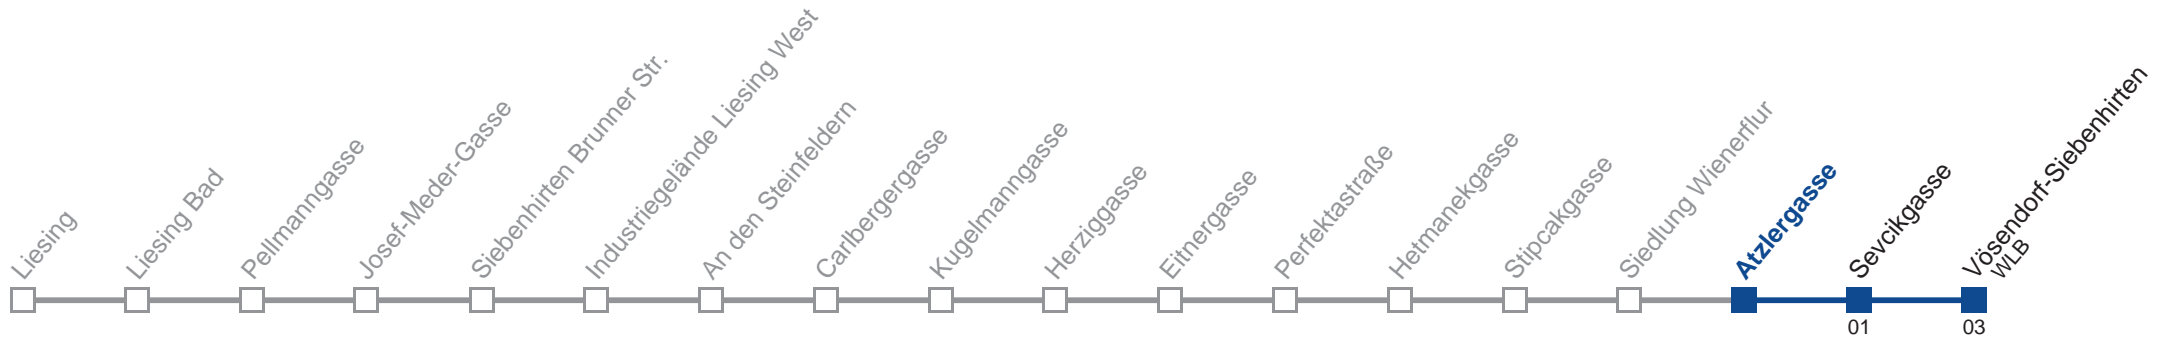 Liesing
Liesing Bad
Pellmanngasse
Josef-Meder-Gasse
Siebenhirten Brunner Str.
Industriegelände Liesing West
An den Steinfeldern
Carlbergergasse
Kugelmanngasse
Herziggasse
Eitnergasse
Perfektastraße
Hetmanekgasse
Stipcakgasse
Siedlung Wienerflur
Atzlergasse
Sevcikgasse
Vösendorf-Siebenhirten
WLB
01
03